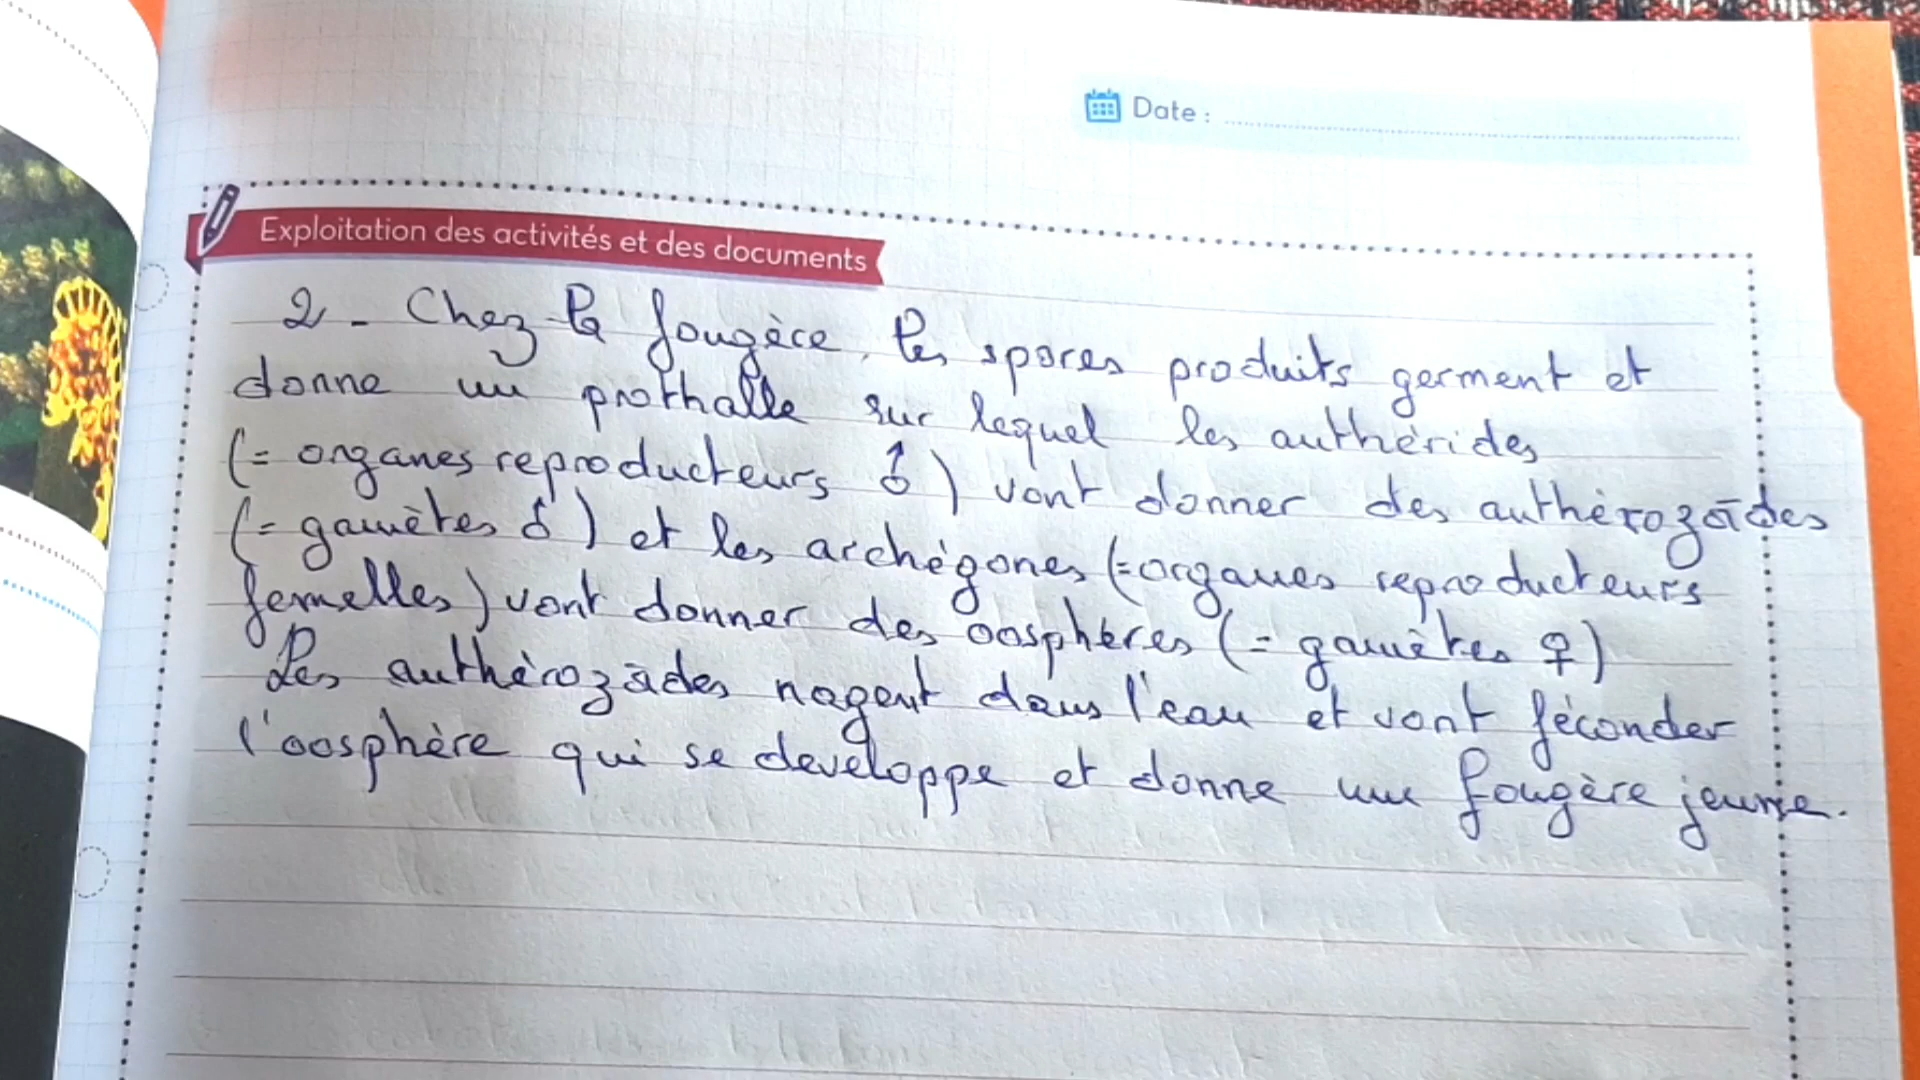 Date :
Exploitation des activités et des documents
2 - Chez la fougère, les spores produits germent et
donne un prothalle sur lequel les anthérides
(= organes reproducteurs ♂) vont donner des anthérozoïdes
(= gamètes ♂) et les archégones (= organes reproducteurs
femelles) vont donner des oosphères (= gamètes ♀)
Les anthérozoïdes nagent dans l'eau et vont féconder
l'oosphère qui se developpe et donne une fougère jeune.